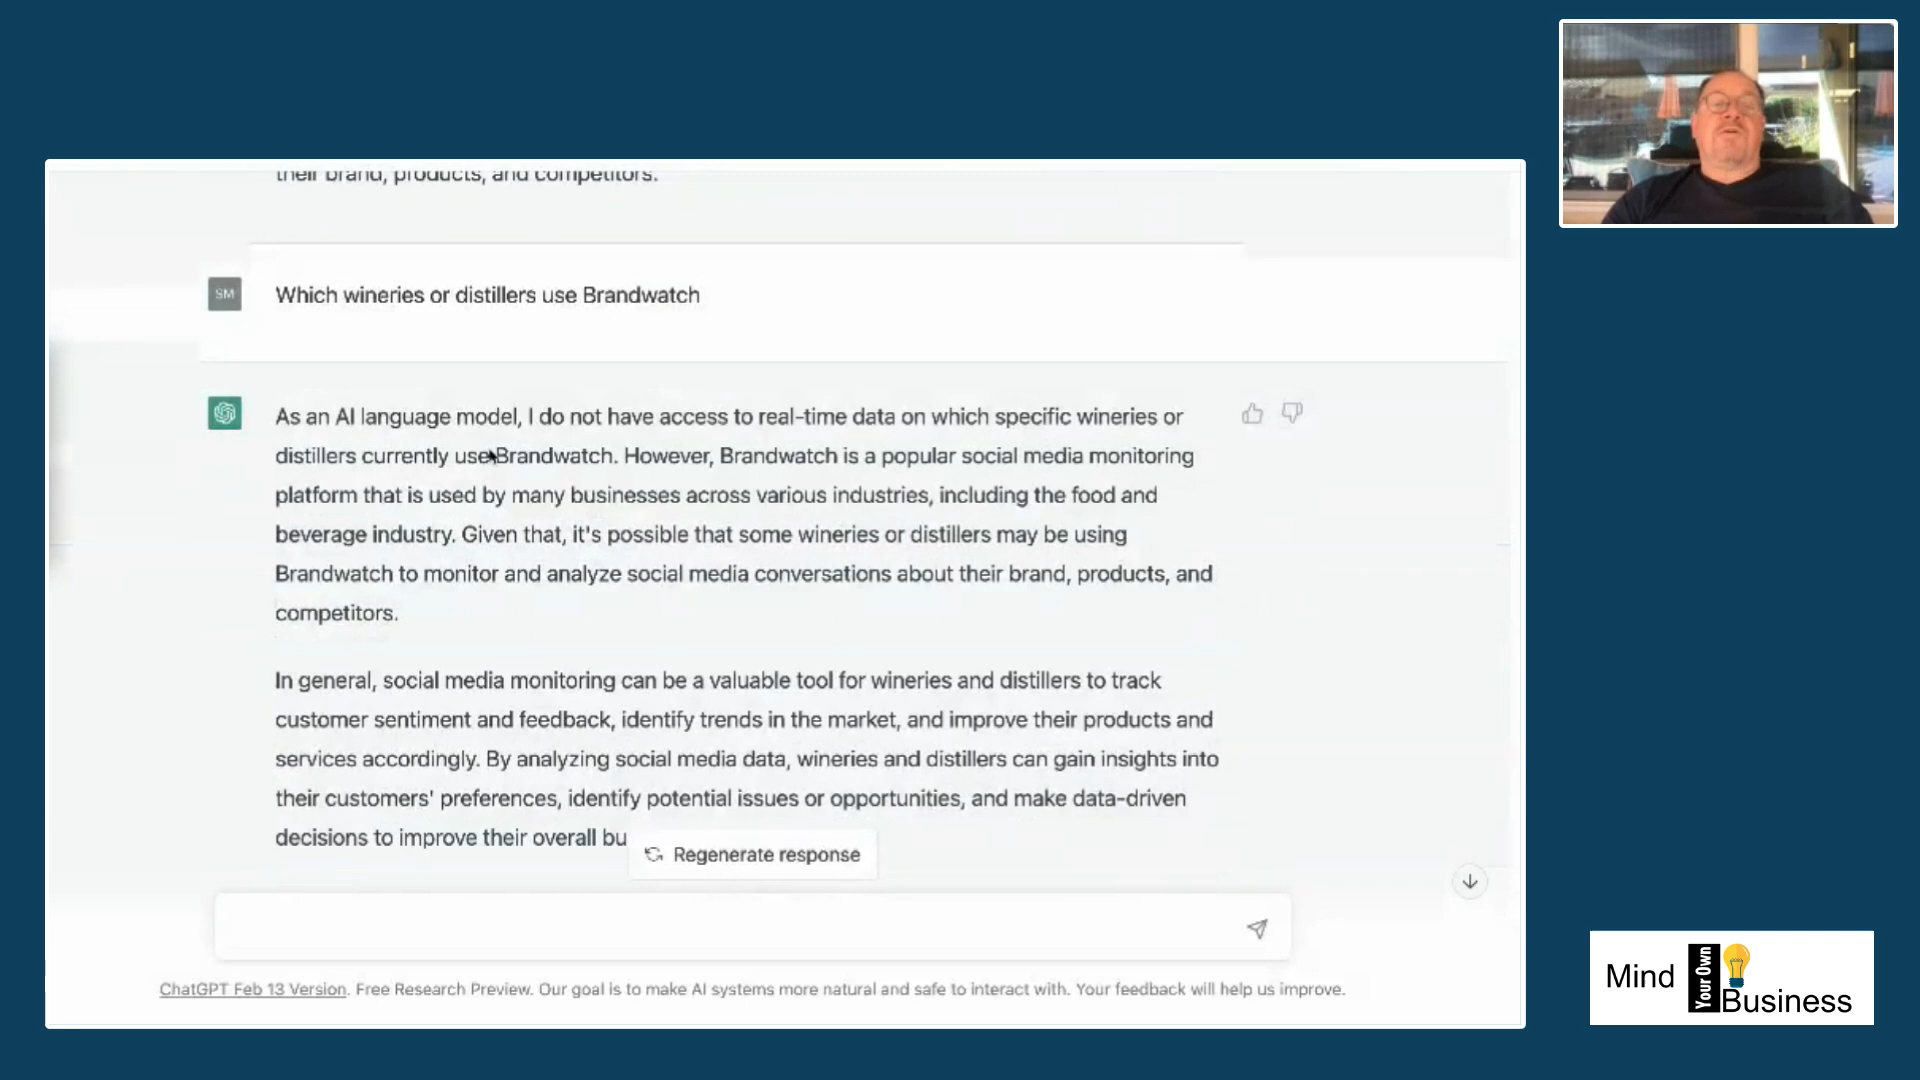 their brand, products, and competitors.
SM
Which wineries or distillers use Brandwatch
As an AI language model, I do not have access to real-time data on which specific wineries or
distillers currently use Brandwatch. However, Brandwatch is a popular social media monitoring
platform that is used by many businesses across various industries, including the food and
beverage industry. Given that, it's possible that some wineries or distillers may be using
Brandwatch to monitor and analyze social media conversations about their brand, products, and
competitors.
In general, social media monitoring can be a valuable tool for wineries and distillers to track
customer sentiment and feedback, identify trends in the market, and improve their products and
services accordingly. By analyzing social media data, wineries and distillers can gain insights into
their customers' preferences, identify potential issues or opportunities, and make data-driven
decisions to improve their overall bu
Regenerate response
ChatGPT Feb 13 Version. Free Research Preview. Our goal is to make AI systems more natural and safe to interact with. Your feedback will help us improve.
Mind Your Own Business